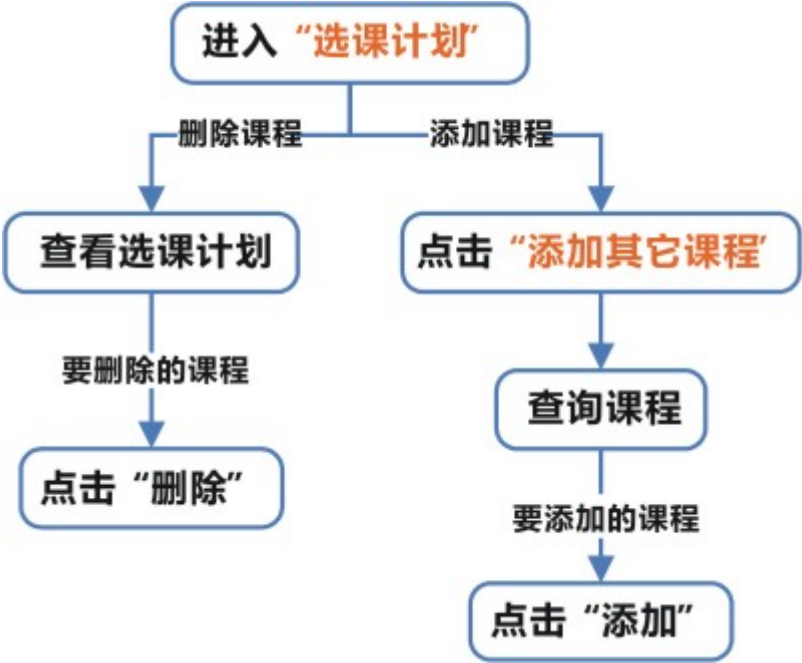 进入“选课计划”
删除课程
添加课程
查看选课计划
点击“添加其它课程”
要删除的课程
查询课程
点击“删除”
要添加的课程
点击“添加”